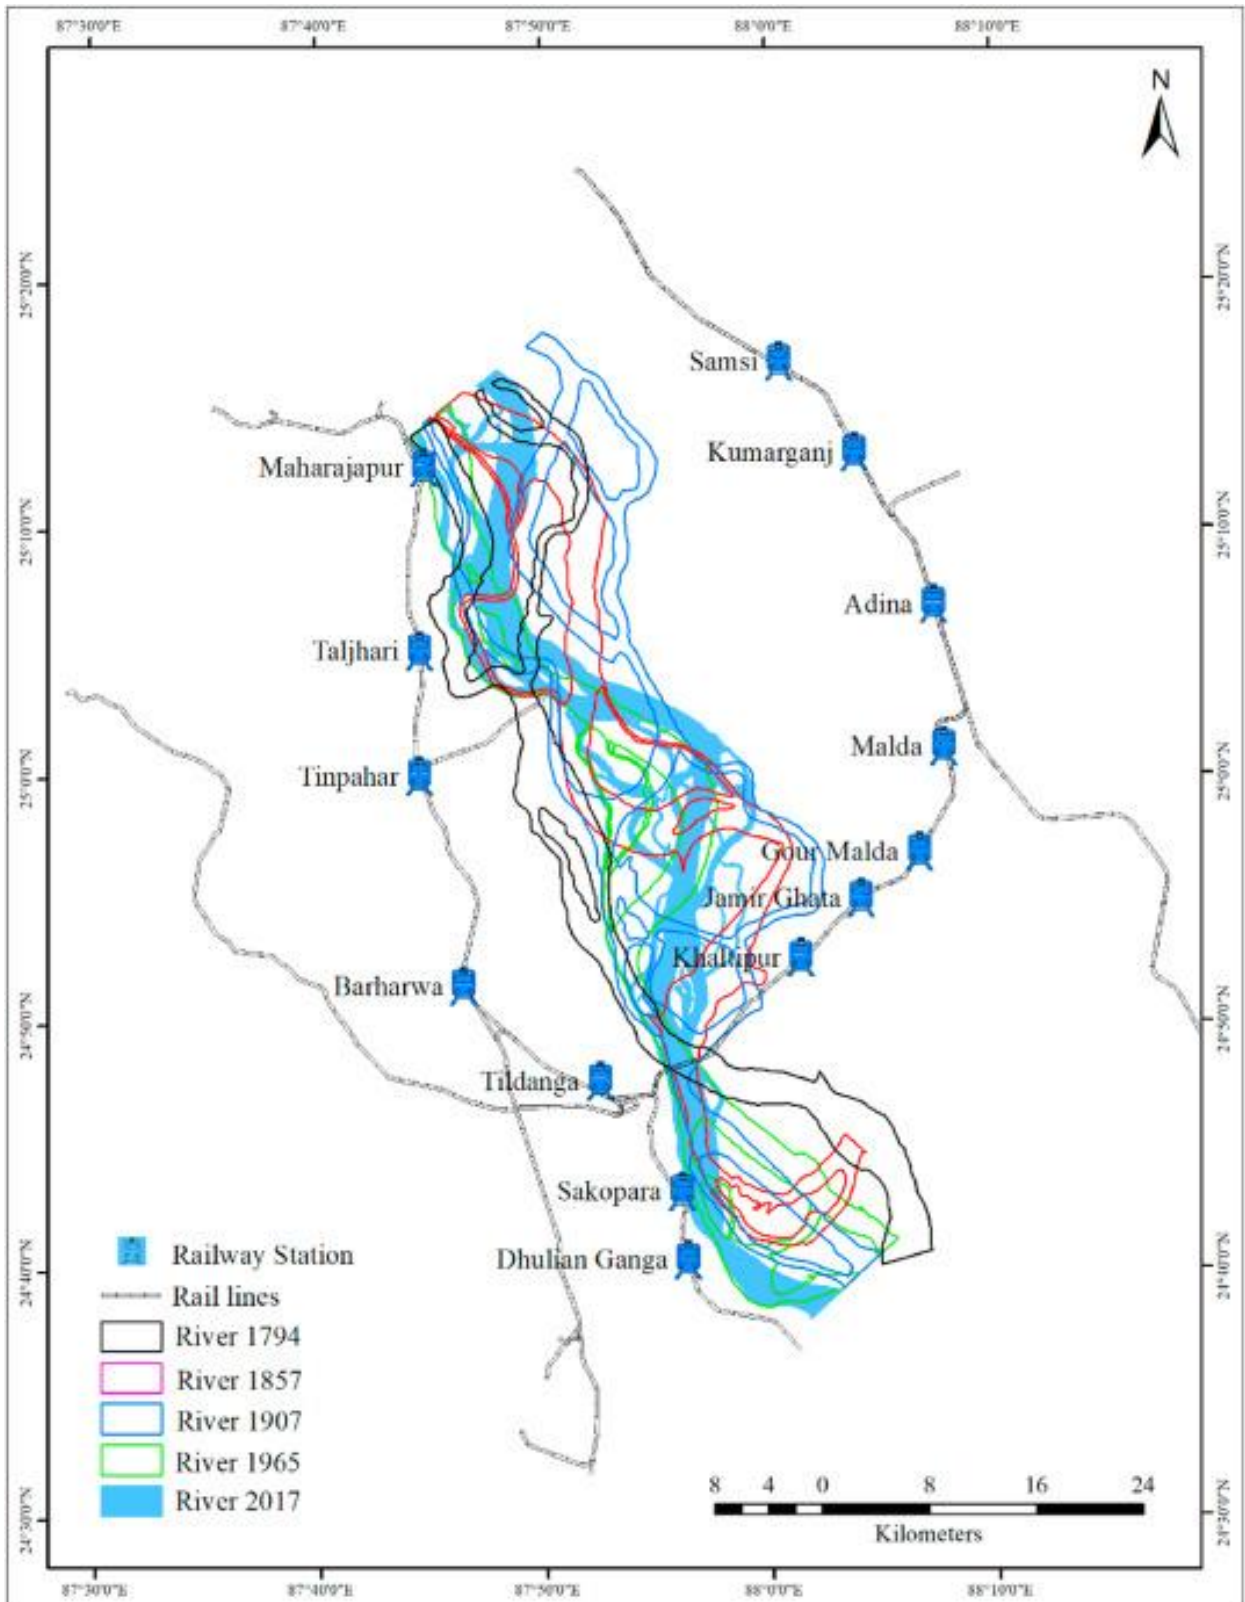 87°30'0"E 87°40'0"E 87°50'0"E 88°0'0"E 88°10'0"E
N
25°20'0"N 25°20'0"N
Samsi
Kumarganj
Maharajapur
25°10'0"N 25°10'0"N
Adina
Taljhari
Malda
Tinpahar
25°0'0"N 25°0'0"N
Gour Malda
Jamir Ghata
Khaltipur
Barharwa
24°50'0"N 24°50'0"N
Tildanga
Sakopara
Dhulian Ganga
24°40'0"N 24°40'0"N
Railway Station
Rail lines
River 1794
River 1857
River 1907
River 1965
River 2017
8 4 0 8 16 24
Kilometers
24°30'0"N 24°30'0"N
87°30'0"E 87°40'0"E 87°50'0"E 88°0'0"E 88°10'0"E